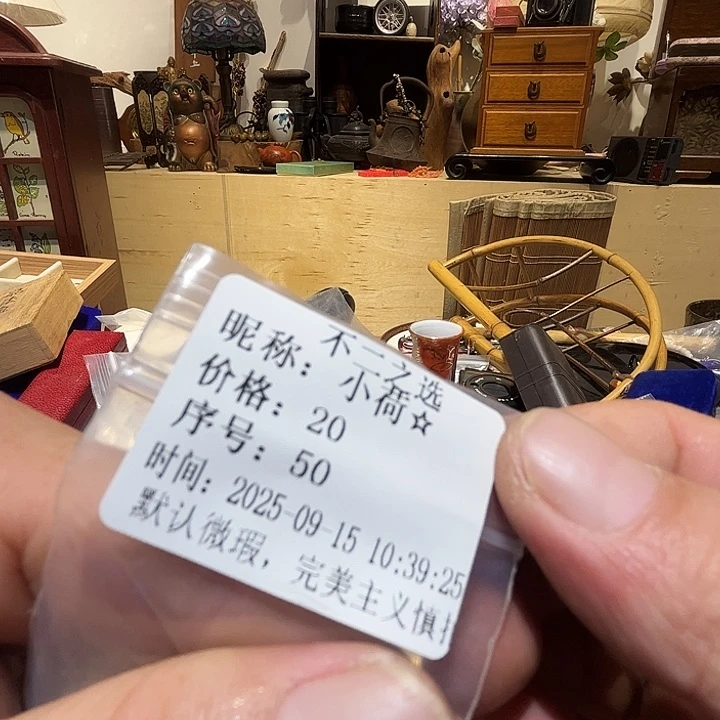 不二之选
昵称：小荷☆
价格：20
序号：50
时间：2025-09-15 10:39:25
默认微瑕，完美主义慎